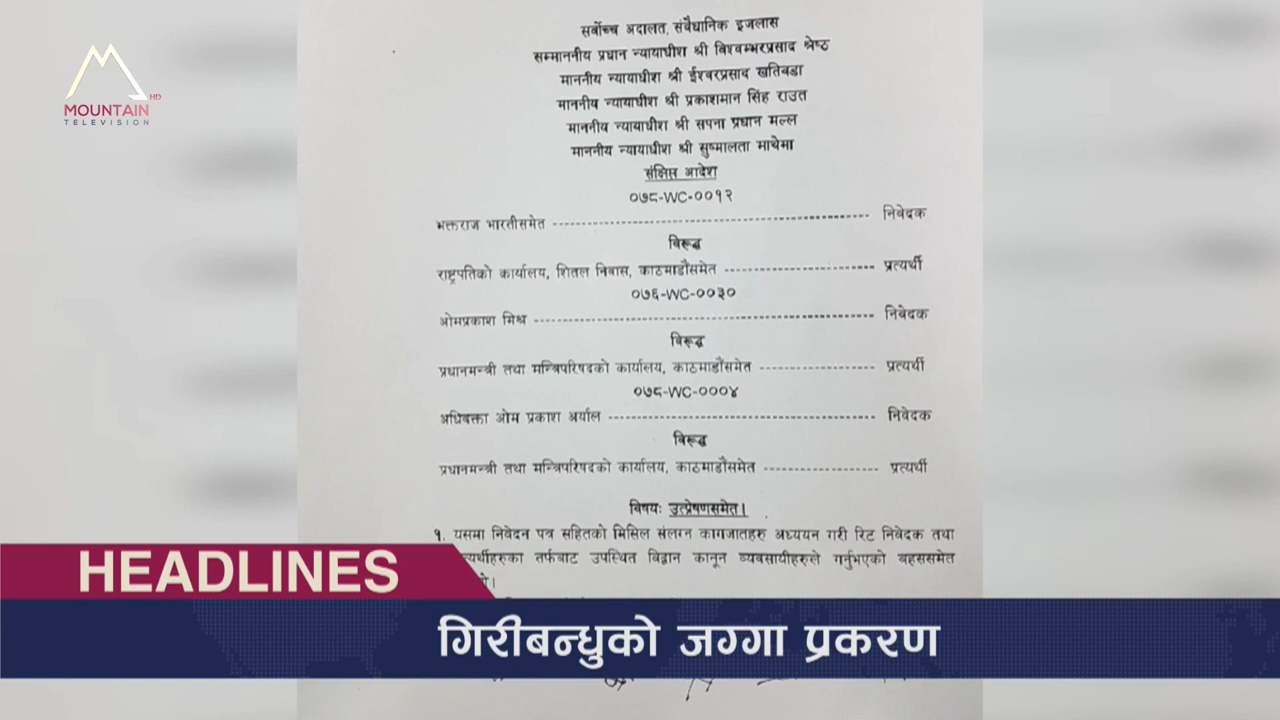 MOUNTAIN HD
TELEVISION
सर्वोच्च अदालत, संवैधानिक इजलास
सम्माननीय प्रधान न्यायाधीश श्री विश्वम्भरप्रसाद श्रेष्ठ
माननीय न्यायाधीश श्री ईश्वरप्रसाद खतिवडा
माननीय न्यायाधीश श्री प्रकाशमान सिंह राउत
माननीय न्यायाधीश श्री सपना प्रधान मल्ल
माननीय न्यायाधीश श्री सुष्मालता माथेमा
संक्षिप्त आदेश
०७८-WC-००१२
भक्तराज भारतीसमेत ---------- निवेदक
विरूद्ध
राष्ट्रपतिको कार्यालय, शितल निवास, काठमाडौंसमेत ---------- प्रत्यर्थी
०७६-WC-००३०
ओमप्रकाश मिश्र ---------- निवेदक
विरूद्ध
प्रधानमन्त्री तथा मन्त्रिपरिषदको कार्यालय, काठमाडौंसमेत ---------- प्रत्यर्थी
०७८-WC-०००४
अधिवक्ता ओम प्रकाश अर्याल ---------- निवेदक
विरूद्ध
प्रधानमन्त्री तथा मन्त्रिपरिषदको कार्यालय, काठमाडौंसमेत ---------- प्रत्यर्थी
विषयः उत्प्रेषणसमेत।
१. यसमा निवेदन पत्र सहितको मिसिल संलग्न कागजातहरु अध्ययन गरी रिट निवेदक तथा
तर्फबाट उपस्थित विद्वान कानून व्यवसायीहरुले गर्नुभएको बहससमेत
HEADLINES
गिरीबन्धुको जग्गा प्रकरण